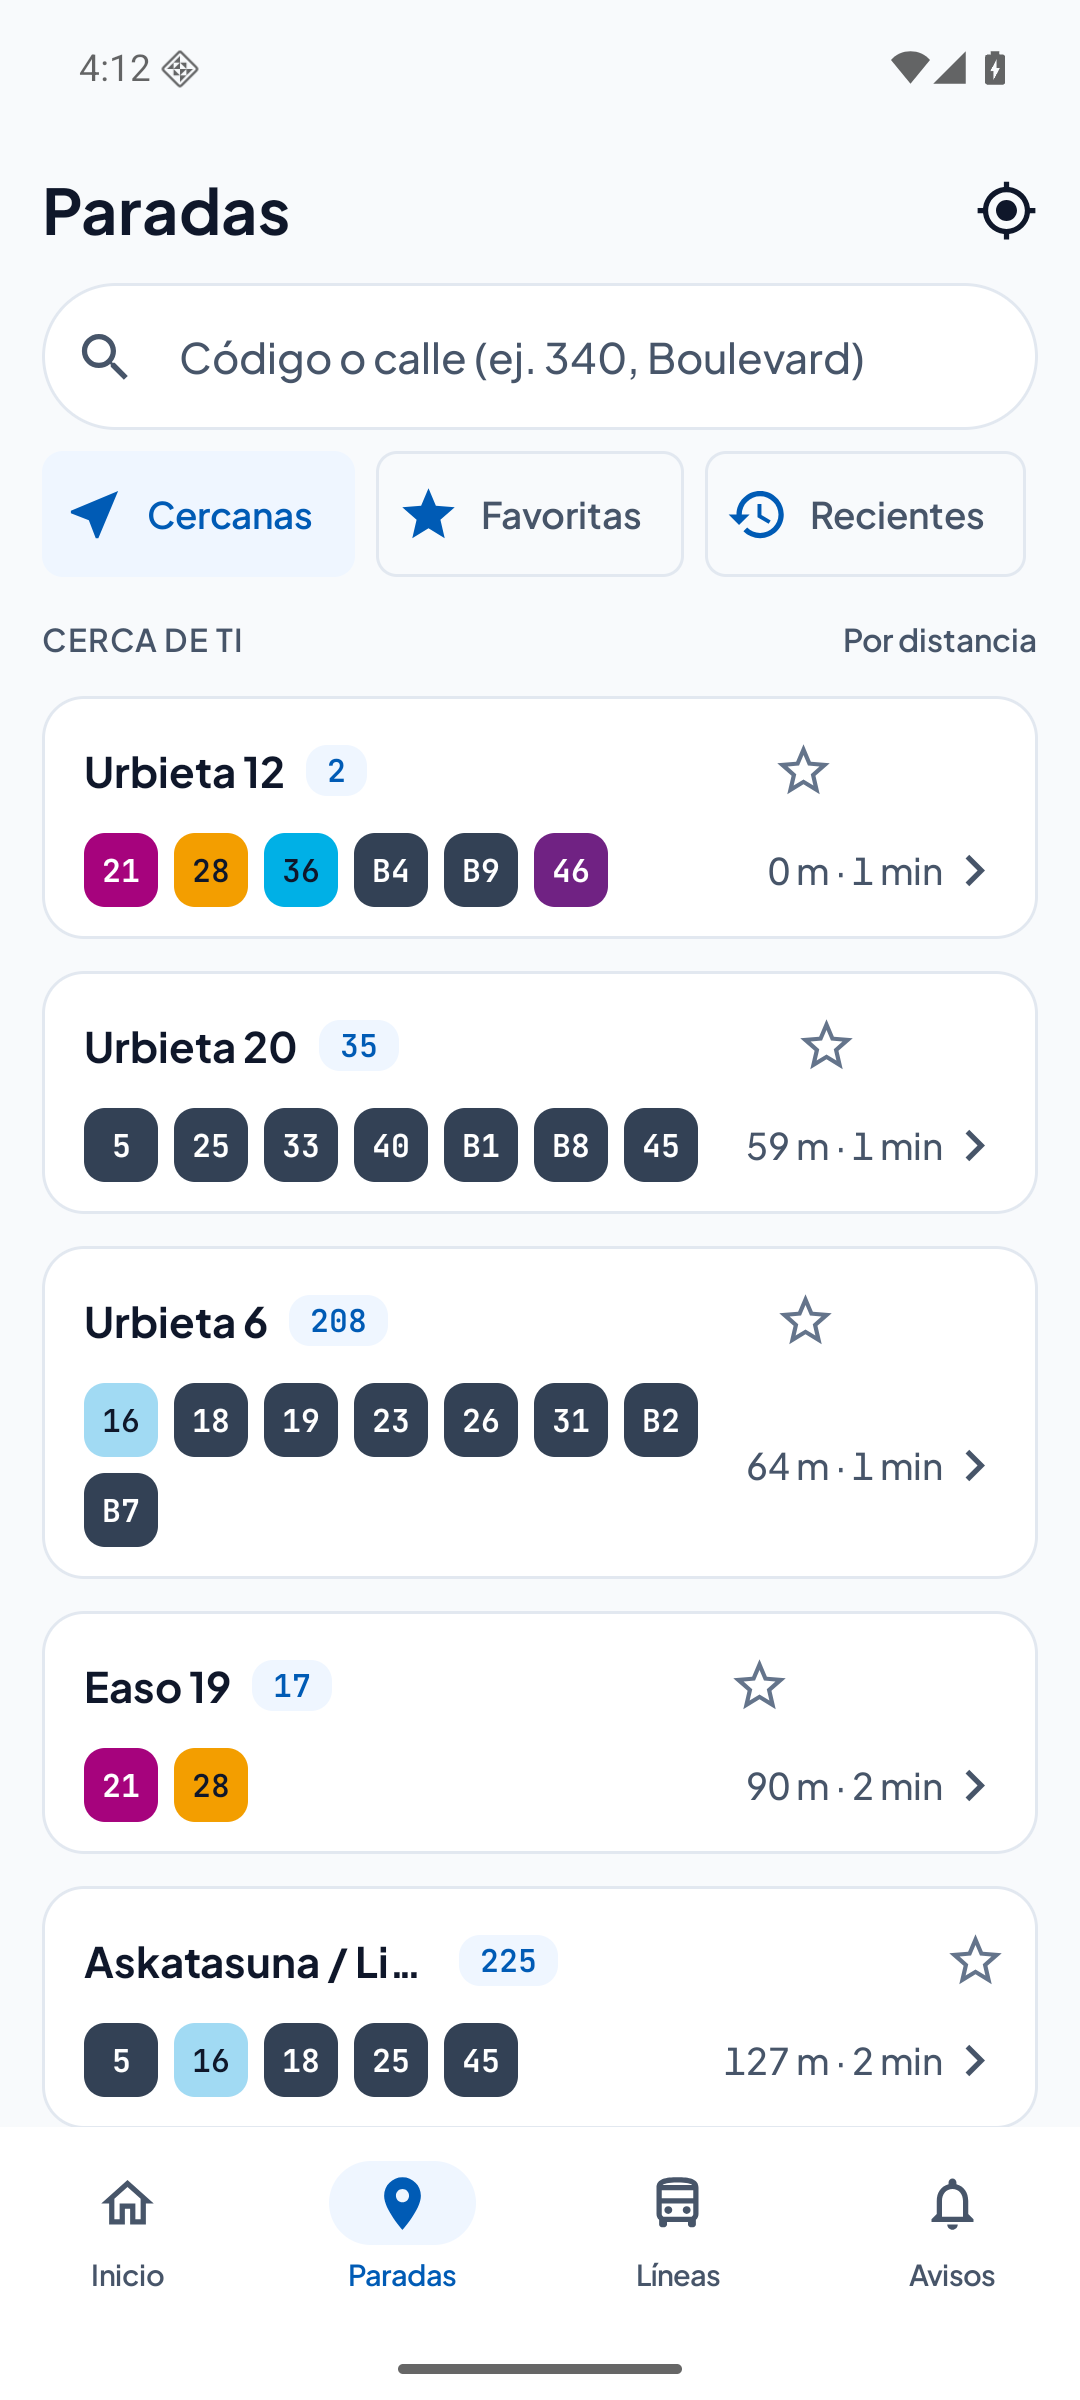 4:12
Paradas
Código o calle (ej. 340, Boulevard)
Cercanas
Favoritas
Recientes
CERCA DE TI
Por distancia
Urbieta 12 2
21 28 36 B4 B9 46
0 m · 1 min
Urbieta 20 35
5 25 33 40 B1 B8 45
59 m · 1 min
Urbieta 6 208
16 18 19 23 26 31 B2
B7
64 m · 1 min
Easo 19 17
21 28
90 m · 2 min
Askatasuna / Li... 225
5 16 18 25 45
127 m · 2 min
Inicio
Paradas
Líneas
Avisos